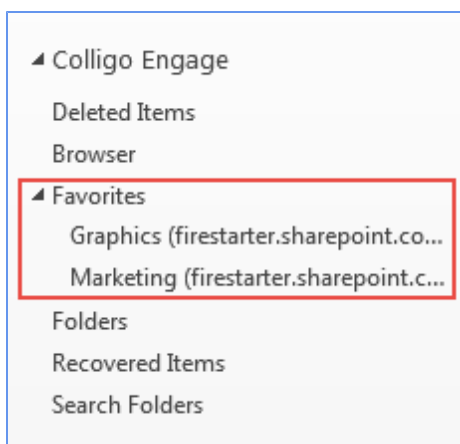 Colligo Engage
Deleted Items
Browser
Favorites
Graphics (firestarter.sharepoint.co...
Marketing (firestarter.sharepoint.c...
Folders
Recovered Items
Search Folders